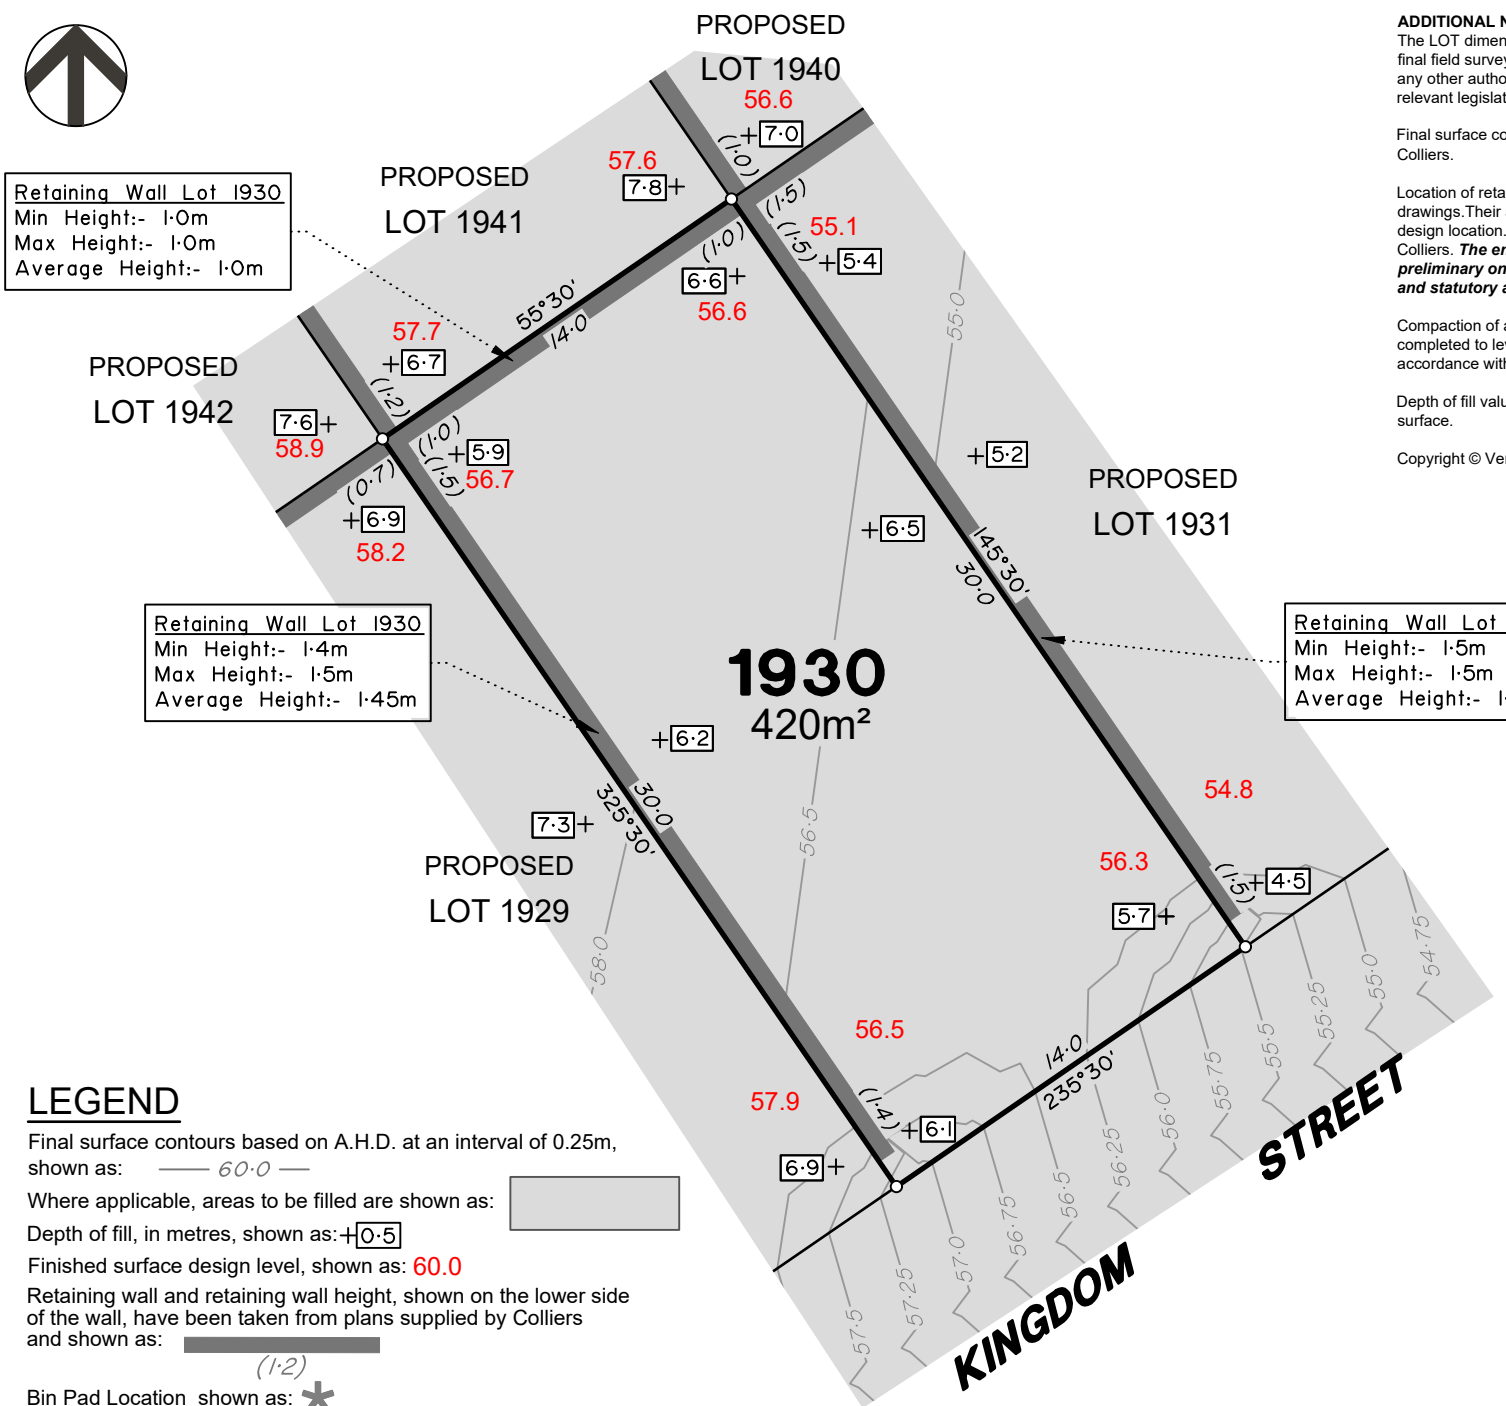 PROPOSED
LOT 1940
56.6
7·0
(1·0)
57.6
7·8
PROPOSED
LOT 1941
Retaining Wall Lot 1930
Min Height:- 1·0m
Max Height:- 1·0m
Average Height:- 1·0m
(1·5)
(1·5)
55.1
5·4
(1·0)
6·6
56.6
55°30'
14·0
57.7
6·7
(1·2)
PROPOSED
LOT 1942
7·6
58.9
(1·0)
(1·5)
5·9
56.7
(0·7)
6·9
58.2
55·0
5·2
6·5
PROPOSED
LOT 1931
145°30'
30·0
Retaining Wall Lot 1930
Min Height:- 1·4m
Max Height:- 1·5m
Average Height:- 1·45m
Retaining Wall Lot
Min Height:- 1·5m
Max Height:- 1·5m
Average Height:- 1·
1930
420m²
6·2
7·3
30·0
325°30'
PROPOSED
LOT 1929
58·0
56·5
54.8
56.3
(1·5)
4·5
5·7
56.5
57.9
(1·4)
6·1
6·9
14·0
235°30'
57·5
57·25
57·0
56·75
56·5
56·25
56·0
55·75
55·5
55·25
55·0
54·75
KINGDOM STREET
ADDITIONAL N
The LOT dimen
final field survey
any other autho
relevant legislat
Final surface co
Colliers.
Location of reta
drawings.Their
design location.
Colliers. The en
preliminary on
and statutory a
Compaction of a
completed to lev
accordance with
Depth of fill valu
surface.
Copyright © Ver
LEGEND
Final surface contours based on A.H.D. at an interval of 0.25m,
shown as: 60·0
Where applicable, areas to be filled are shown as:
Depth of fill, in metres, shown as: +0·5
Finished surface design level, shown as: 60.0
Retaining wall and retaining wall height, shown on the lower side
of the wall, have been taken from plans supplied by Colliers
and shown as:
(1·2)
Bin Pad Location shown as: